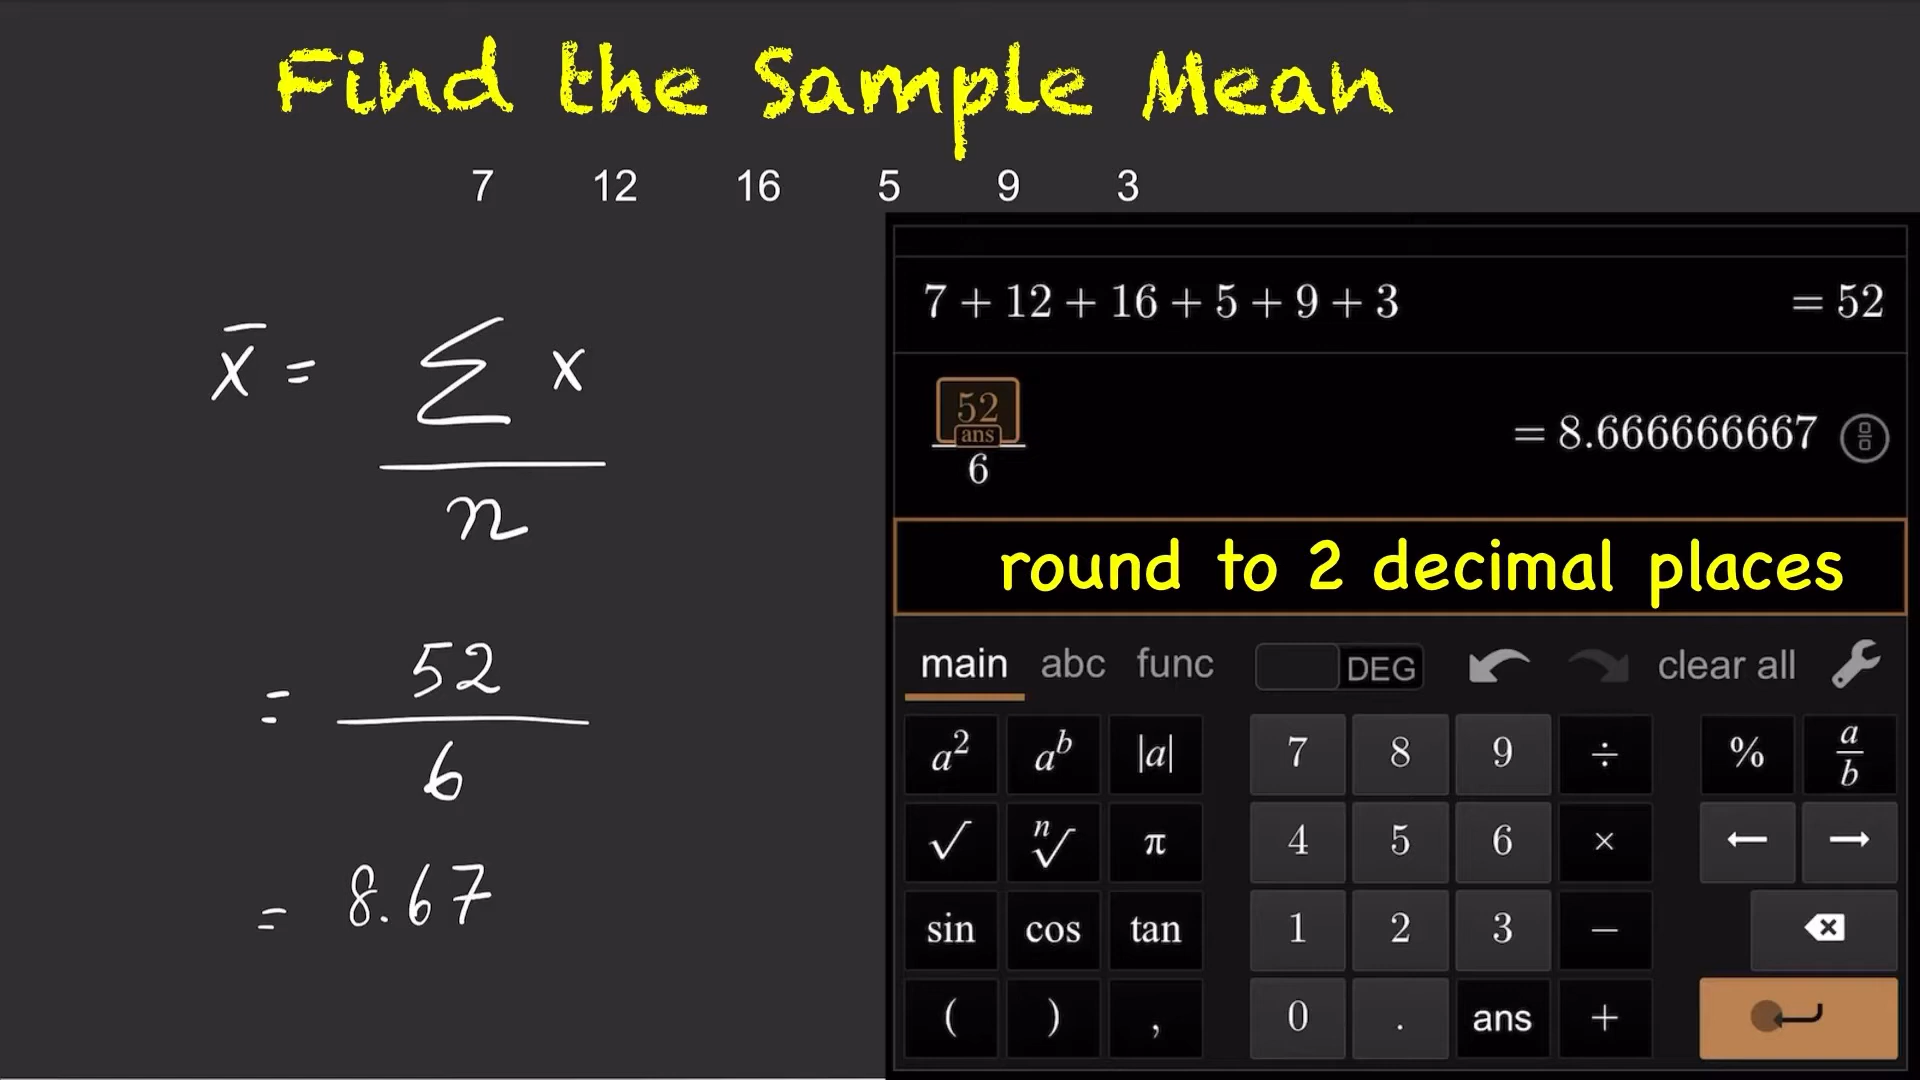 Find the Sample Mean
7 12 16 5 9 3
x̄ = ∑ x
n
= 52
6
= 8.67
7 + 12 + 16 + 5 + 9 + 3 = 52
52
ans
6
= 8.666666667
round to 2 decimal places
main abc func DEG clear all
a² aᵇ |a| 7 8 9 ÷ % a/b
√ ⁿ√ π 4 5 6 × ← →
sin cos tan 1 2 3 −
( ) , 0 . ans +